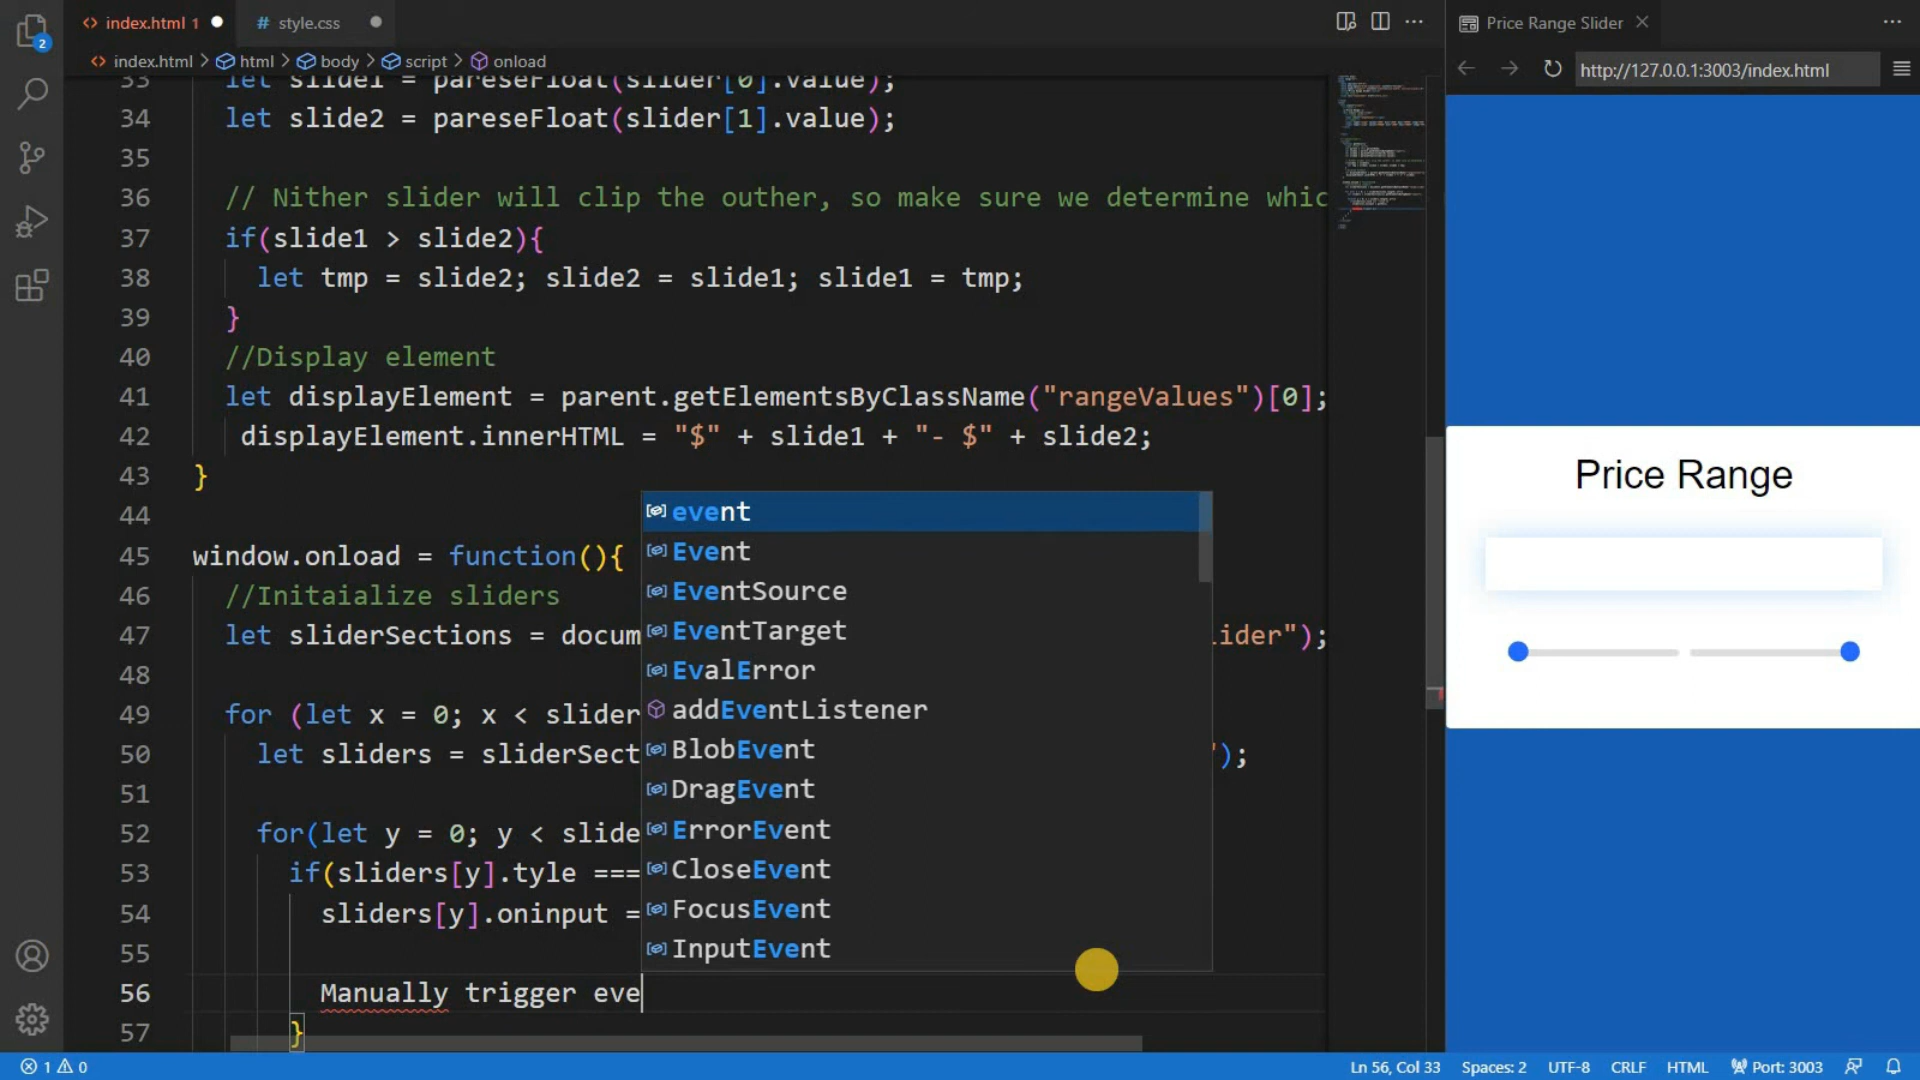 index.html 1
style.css
Price Range Slider
index.html > html > body > script > onload
http://127.0.0.1:3003/index.html
33 let slide1 = pareseFloat(slider[0].value);
34 let slide2 = pareseFloat(slider[1].value);
35
36 // Nither slider will clip the outher, so make sure we determine whic
37 if(slide1 > slide2){
38 let tmp = slide2; slide2 = slide1; slide1 = tmp;
39 }
40 //Display element
41 let displayElement = parent.getElementsByClassName("rangeValues")[0];
42 displayElement.innerHTML = "$" + slide1 + "- $" + slide2;
43 }
44
45 window.onload = function(){
46 //Initaialize sliders
47 let sliderSections = docum lider");
48
49 for (let x = 0; x < slider
50 let sliders = sliderSect ");
51
52 for(let y = 0; y < slide
53 if(sliders[y].tyle ===
54 sliders[y].oninput =
55
56 Manually trigger eve
57 }
event
Event
EventSource
EventTarget
EvalError
addEventListener
BlobEvent
DragEvent
ErrorEvent
CloseEvent
FocusEvent
InputEvent
Price Range
2
1 0
Ln 56, Col 33
Spaces: 2
UTF-8
CRLF
HTML
Port: 3003